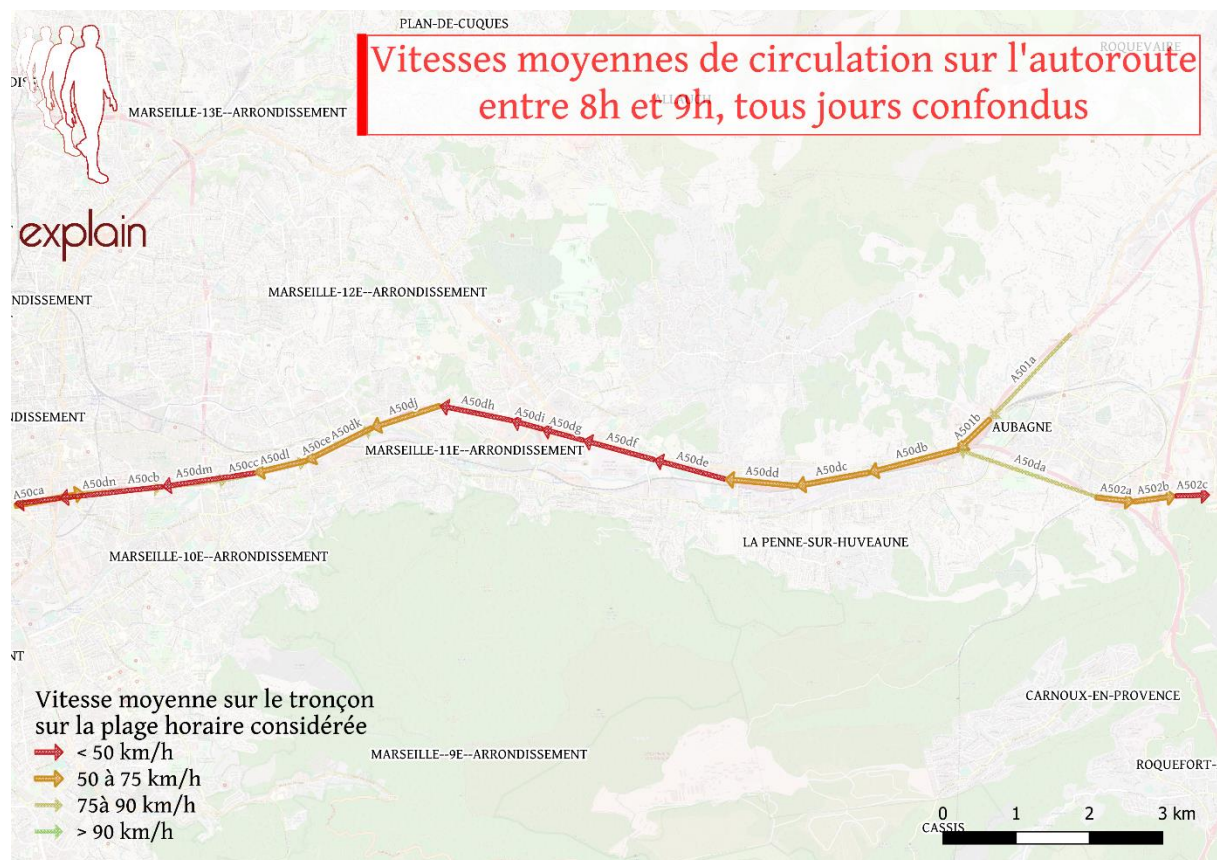 PLAN-DE-CUQUES
ROQUEVAIRE
Vitesses moyennes de circulation sur l'autoroute
ALLAUCH
entre 8h et 9h, tous jours confondus
MARSEILLE-13E--ARRONDISSEMENT
explain
NDISSEMENT
MARSEILLE-12E--ARRONDISSEMENT
A501a
A50dj
A50dh
A50di
A50dg
A50df
A50de
A50dk
A50ce
NDISSEMENT
A501b
AUBAGNE
MARSEILLE-11E--ARRONDISSEMENT
A50dl
A50cc
A50dm
A50cb
A50dn
A50ca
A50dd
A50dc
A50db
A50da
A502a
A502b
A502c
LA PENNE-SUR-HUVEAUNE
MARSEILLE-10E--ARRONDISSEMENT
NT
Vitesse moyenne sur le tronçon
sur la plage horaire considérée
< 50 km/h
50 à 75 km/h
75à 90 km/h
> 90 km/h
CARNOUX-EN-PROVENCE
MARSEILLE--9E--ARRONDISSEMENT
ROQUEFORT-
0 1 2 3 km
CASSIS